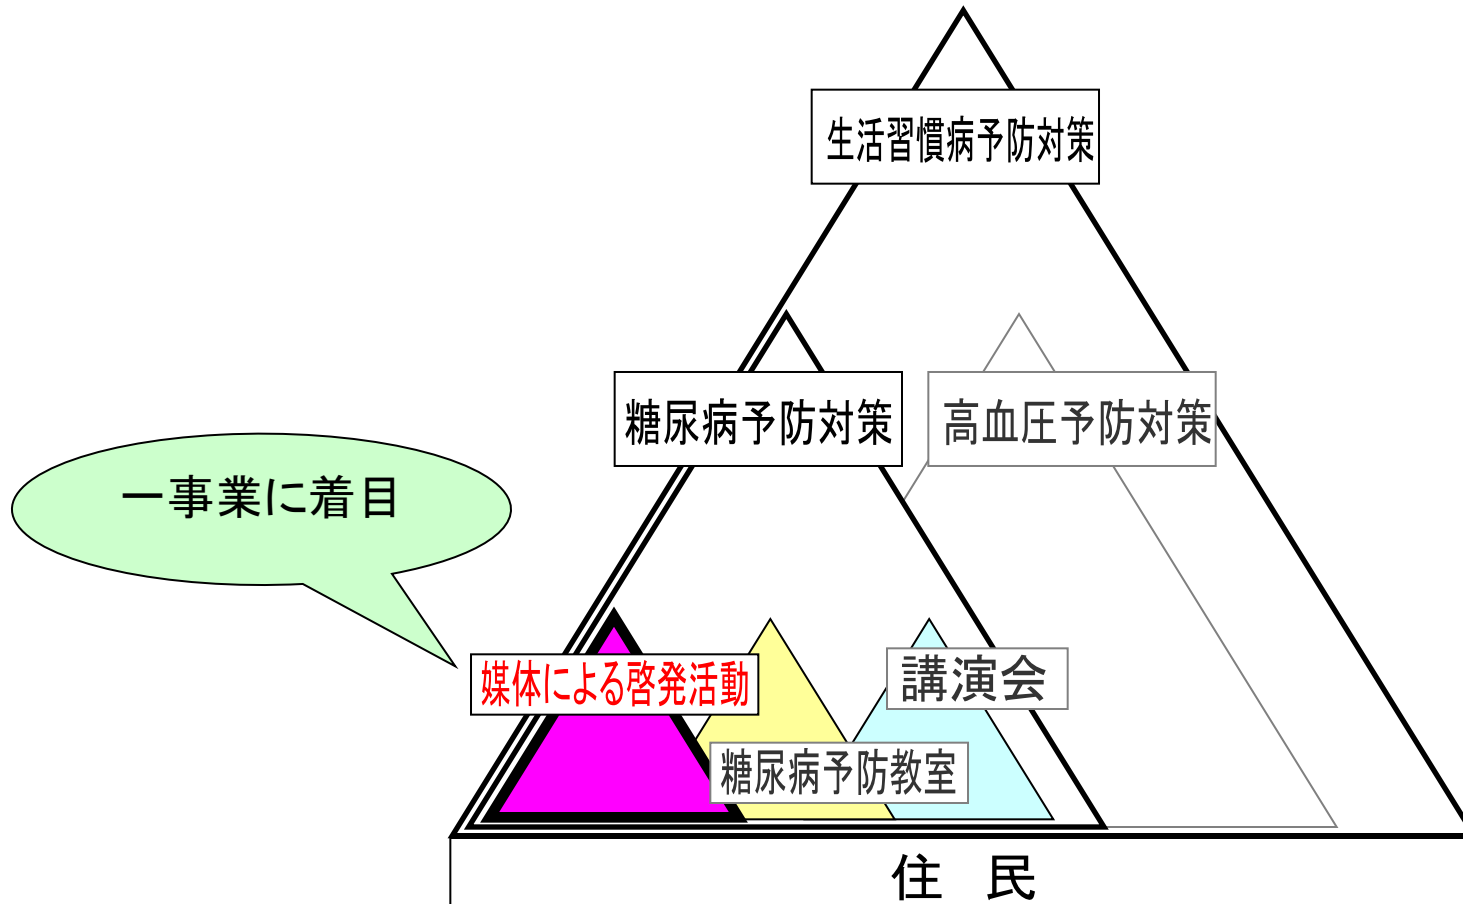 生活習慣病予防対策
糖尿病予防対策
高血圧予防対策
一事業に着目
媒体による啓発活動
講演会
糖尿病予防教室
住　民